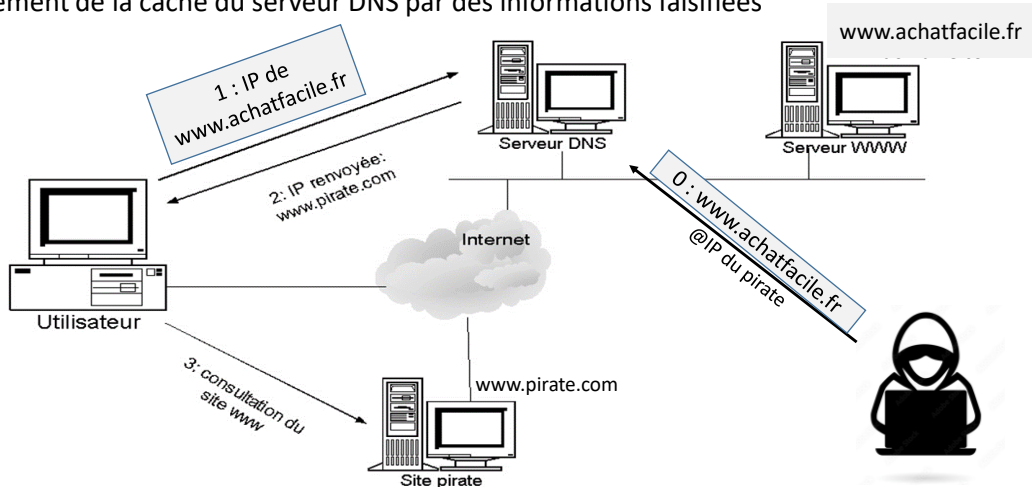 ement de la cache du serveur DNS par des informations falsifiées
www.achatfacile.fr
1 : IP de
www.achatfacile.fr
Serveur DNS
Serveur WWW
2: IP renvoyée:
www.pirate.com
0 : www.achatfacile.fr
@IP du pirate
Internet
Utilisateur
3: consultation du
site www
www.pirate.com
Site pirate